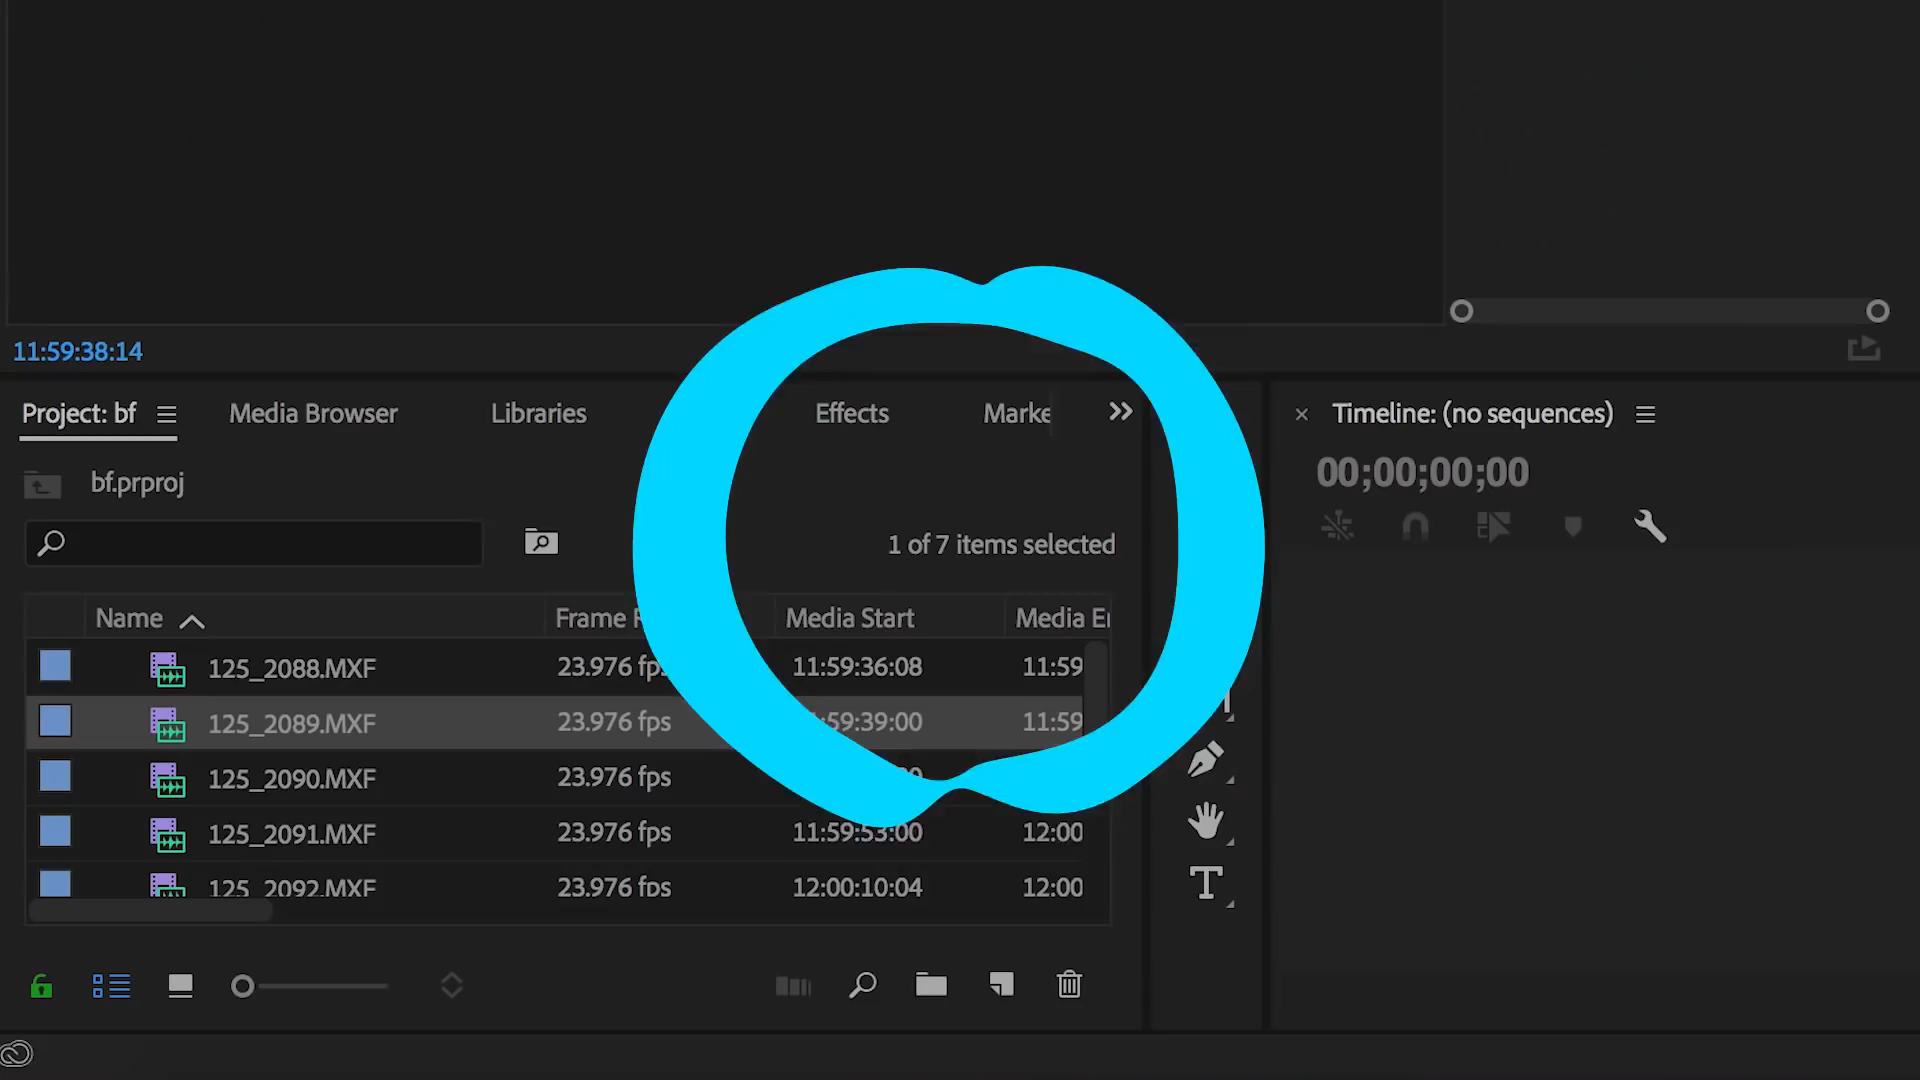 11:59:38:14
Project: bf Media Browser Libraries Effects Marke
Timeline: (no sequences)
bf.prproj
00;00;00;00
1 of 7 items selected
Name Frame Media Start Media
125_2088.MXF 23.976 fps 11:59:36:08 11:59
125_2089.MXF 23.976 fps :59:39:00 11:59
125_2090.MXF 23.976 fps
125_2091.MXF 23.976 fps 11:59:53:00 12:00
125_2092.MXF 23.976 fps 12:00:10:04 12:00